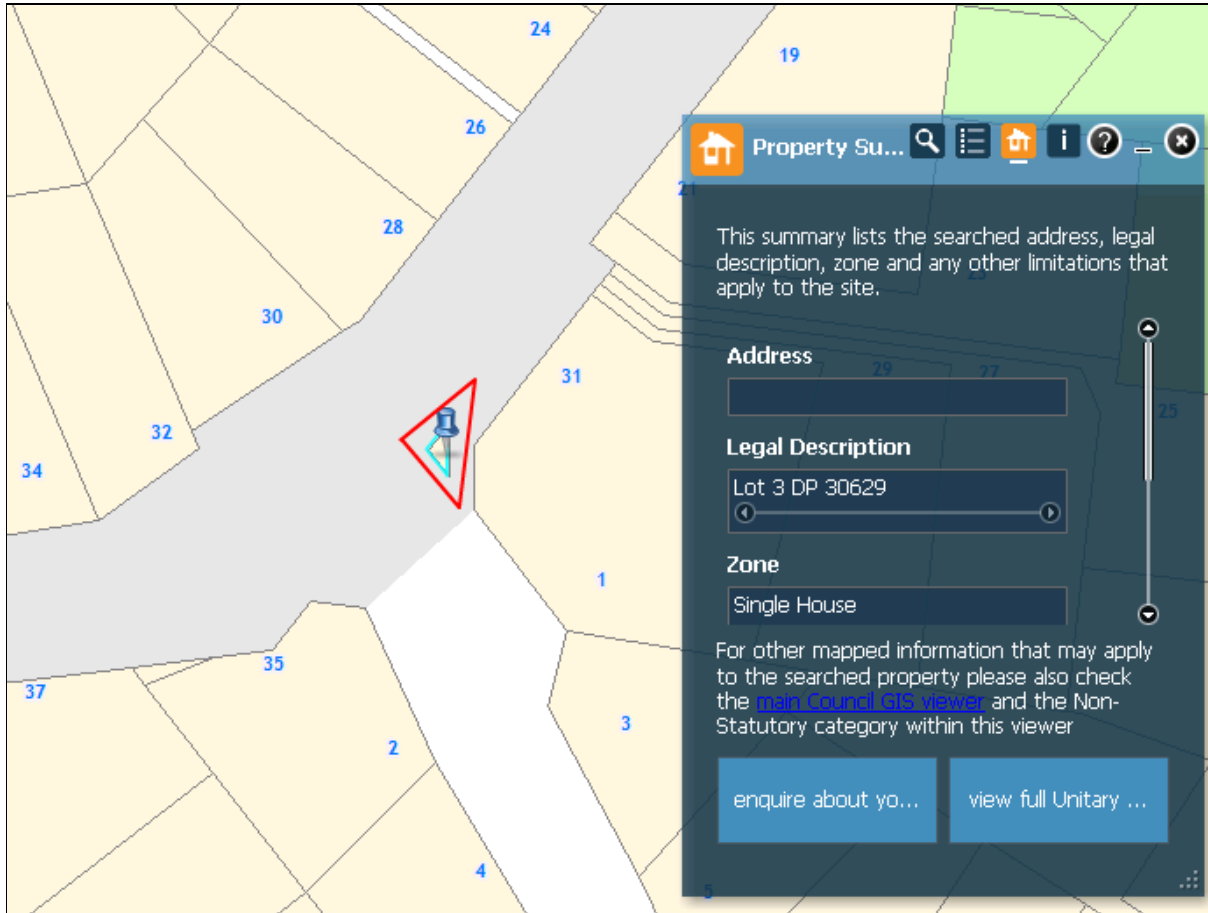 24
19
26
Property Su...
i
?
21
28
This summary lists the searched address, legal
description, zone and any other limitations that
apply to the site.
23
30
Address
29
27
31
25
32
Legal Description
34
Lot 3 DP 30629
Zone
1
Single House
35
For other mapped information that may apply
to the searched property please also check
the main Council GIS viewer and the Non-
Statutory category within this viewer
37
3
2
enquire about yo...
view full Unitary ...
4
5